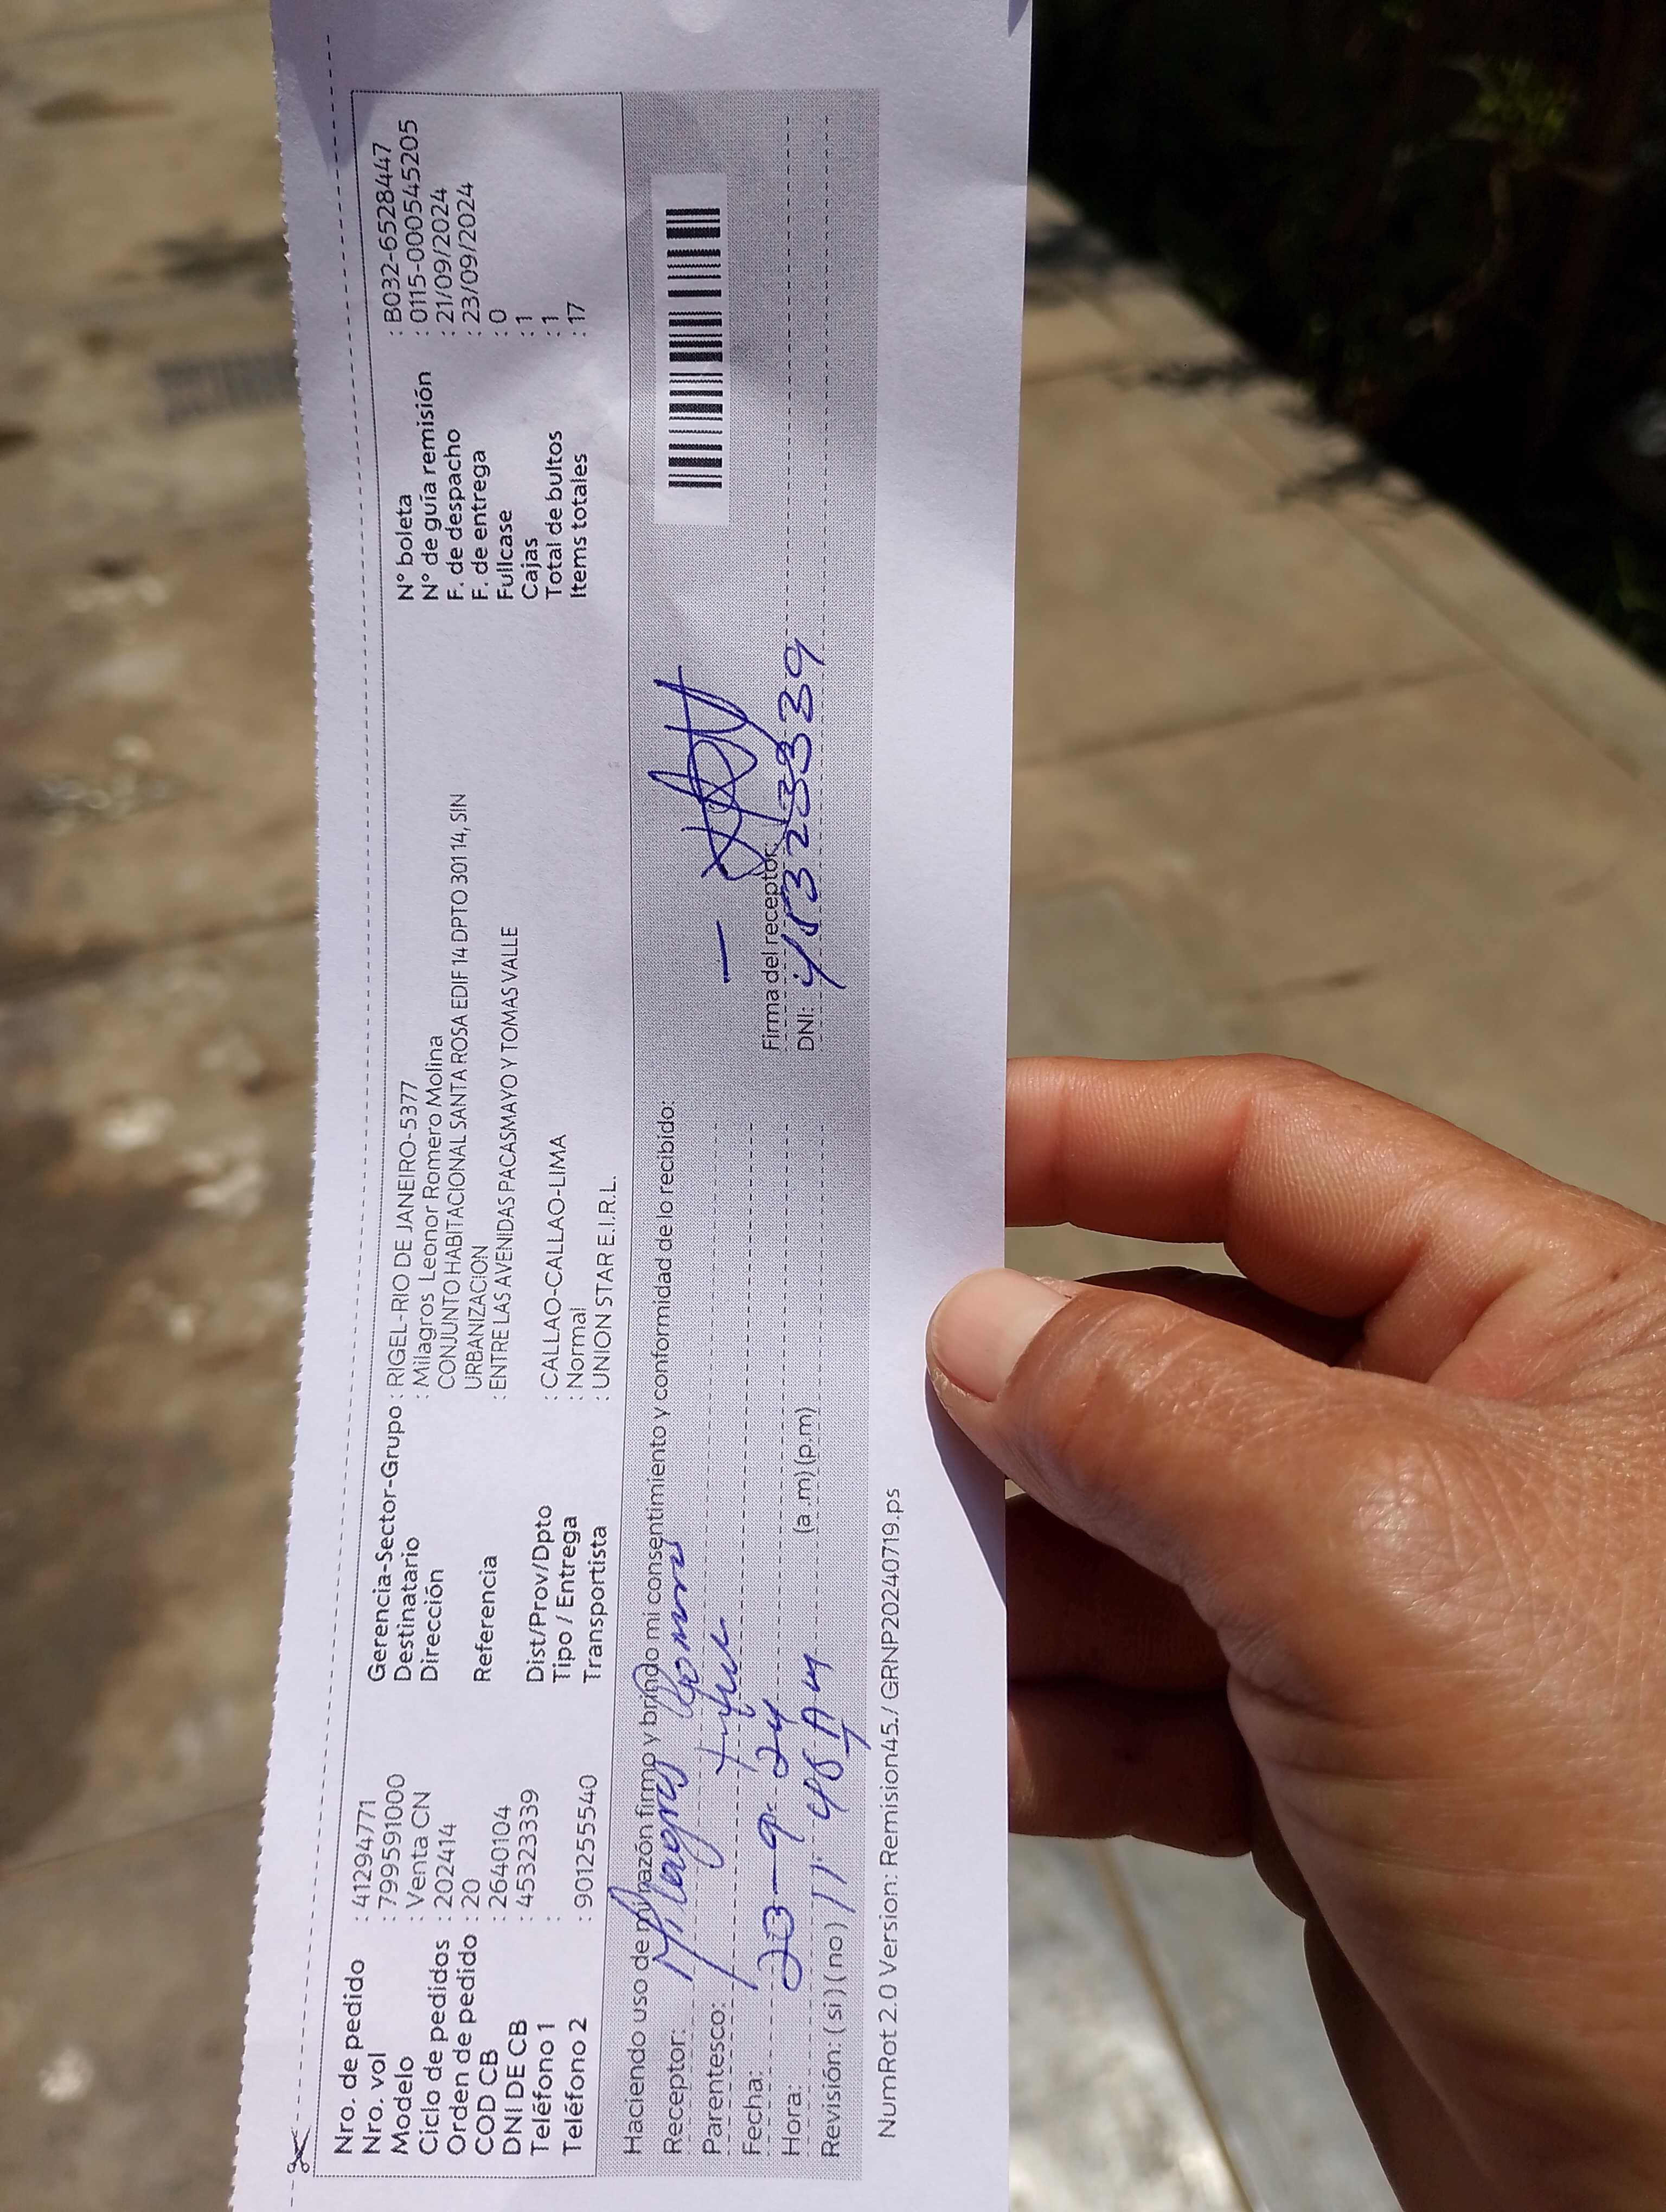 Nro. de pedido : 41294771
Nro. vol : 799591000
Modelo : Venta CN
Ciclo de pedidos : 202414
Orden de pedido : 20
COD CB : 2640104
DNI DE CB : 45323339
Teléfono 1 :
Teléfono 2 : 901255540
Gerencia-Sector-Grupo : RIGEL-RIO DE JANEIRO-5377
Destinatario : Milagros Leonor Romero Molina
Dirección CONJUNTO HABITACIONAL SANTA ROSA EDIF 14 DPTO 301 14, SIN
URBANIZACION
Referencia : ENTRE LAS AVENIDAS PACASMAYO Y TOMAS VALLE
Dist/Prov/Dpto : CALLAO-CALLAO-LIMA
Tipo / Entrega : Normal
Transportista : UNION STAR E.I.R.L.
N° boleta : B032-6528447
N° de guía remisión : 0115-0000545205
F. de despacho : 21/09/2024
F. de entrega : 23/09/2024
Fullcase : 0
Cajas : 1
Total de bultos : 1
Items totales : 17
Haciendo uso de mi razón firmo y brindo mi consentimiento y conformidad de lo recibido:
Receptor: Milagros Romero
Parentesco:
Fecha: 23-9-24
Hora: 11:48 AM (a.m) (p.m)
Revisión: (si) (no)
Firma del receptor:
DNI: 45323339
NumRot 2.0 Version: Remision45./ GRNP20240719.ps